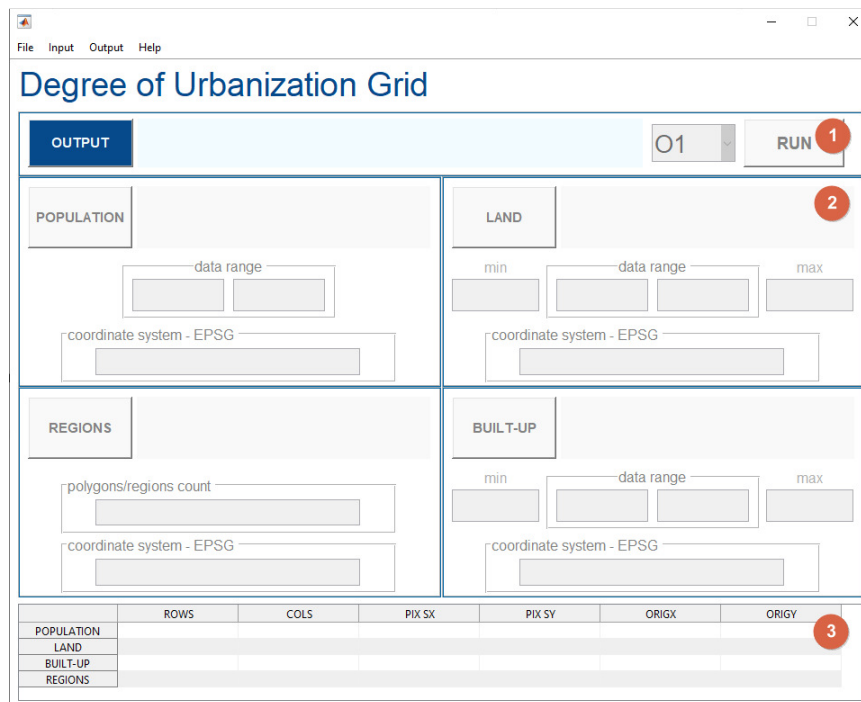 File Input Output Help
Degree of Urbanization Grid
OUTPUT O1 RUN 1
POPULATION
data range
coordinate system - EPSG
LAND 2
min data range max
coordinate system - EPSG
REGIONS
polygons/regions count
coordinate system - EPSG
BUILT-UP
min data range max
coordinate system - EPSG
ROWS COLS PIX SX PIX SY ORIGX ORIGY
POPULATION 3
LAND
BUILT-UP
REGIONS